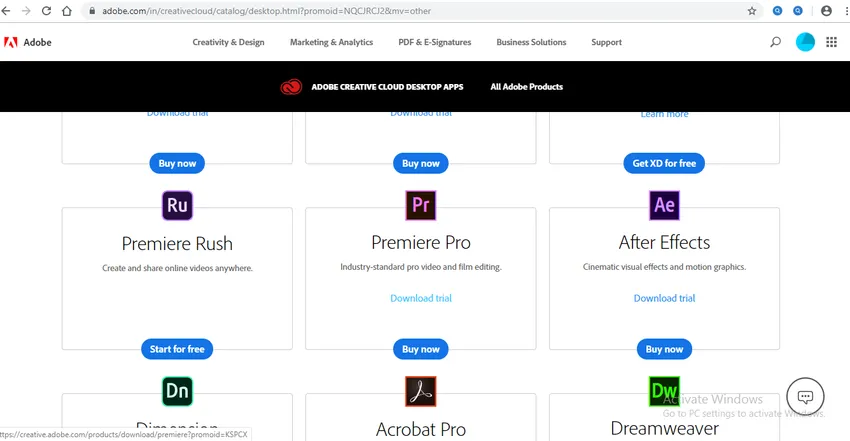 adobe.com/in/creativecloud/catalog/desktop.html?promoid=NQCJRCJ2&mv=other
Adobe Creativity & Design Marketing & Analytics PDF & E-Signatures Business Solutions Support
ADOBE CREATIVE CLOUD DESKTOP APPS All Adobe Products
Download trial Download trial Learn more
Buy now Buy now Get XD for free
Ru Pr Ae
Premiere Rush Premiere Pro After Effects
Create and share online videos anywhere. Industry-standard pro video and film editing. Cinematic visual effects and motion graphics.
Download trial Download trial
Start for free Buy now Buy now
Dn Dw
Dimension Acrobat Pro Dreamweaver
Activate Windows
Go to PC settings to activate Windows.
ttps://creative.adobe.com/products/download/premiere?promoid=KSPCX